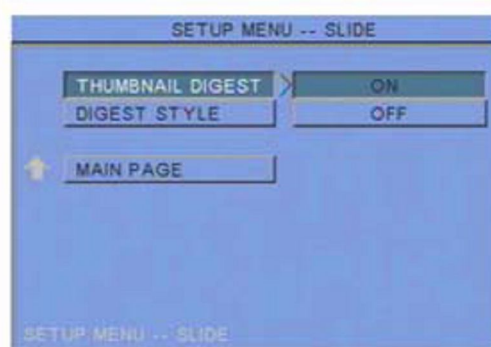 SETUP MENU -- SLIDE
THUMBNAIL DIGEST ON
DIGEST STYLE OFF
MAIN PAGE
SETUP MENU -- SLIDE